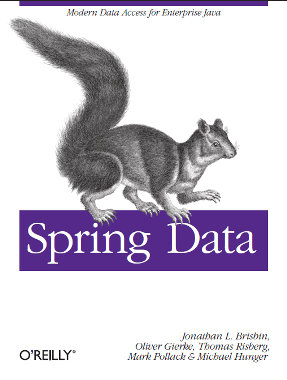 Modern Data Access for Enterprise Java
Spring Data
Jonathan L. Brisbin,
Oliver Gierke, Thomas Risberg,
Mark Pollack & Michael Hunger
O'REILLY®